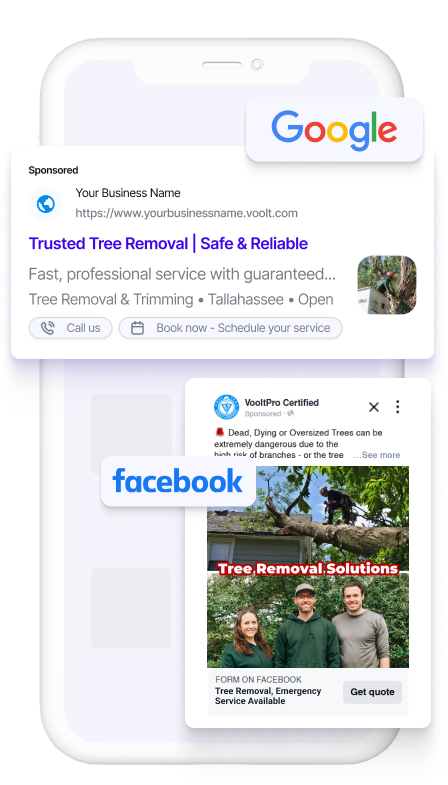 Google
Sponsored
Your Business Name
https://www.yourbusinessname.voolt.com
Trusted Tree Removal | Safe & Reliable
Fast, professional service with guaranteed...
Tree Removal & Trimming • Tallahassee • Open
Call us
Book now - Schedule your service
VooltPro Certified
Sponsored ·
Dead, Dying or Oversized Trees can be
extremely dangerous due to the
high risk of branches - or the tree ...See more
facebook
Tree Removal Solutions
FORM ON FACEBOOK
Tree Removal, Emergency
Service Available
Get quote